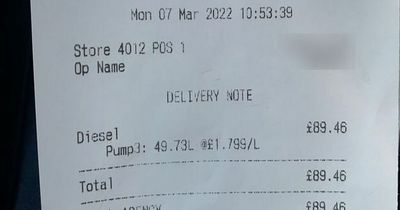 Mon 07 Mar 2022 10:53:39
Store 4012 POS 1
Op Name
DELIVERY NOTE
Diesel £89.46
Pump3: 49.73L @£1.799/L
Total £89.46
AGENCY £89.46